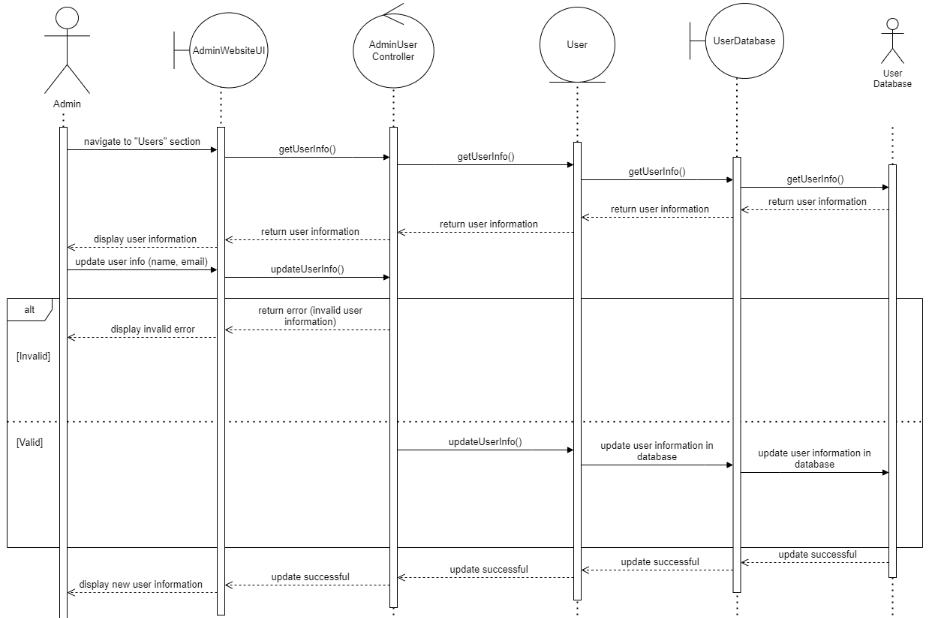 AdminWebsiteUI
AdminUser
Controller
User
UserDatabase
User
Database
Admin
navigate to "Users" section
getUserInfo()
getUserInfo()
getUserInfo()
getUserInfo()
return user information
return user information
return user information
return user information
display user information
update user info (name, email)
updateUserInfo()
alt
return error (invalid user
information)
display invalid error
[Invalid]
[Valid]
updateUserInfo()
update user information in
database
update user information in
database
update successful
update successful
update successful
update successful
display new user information